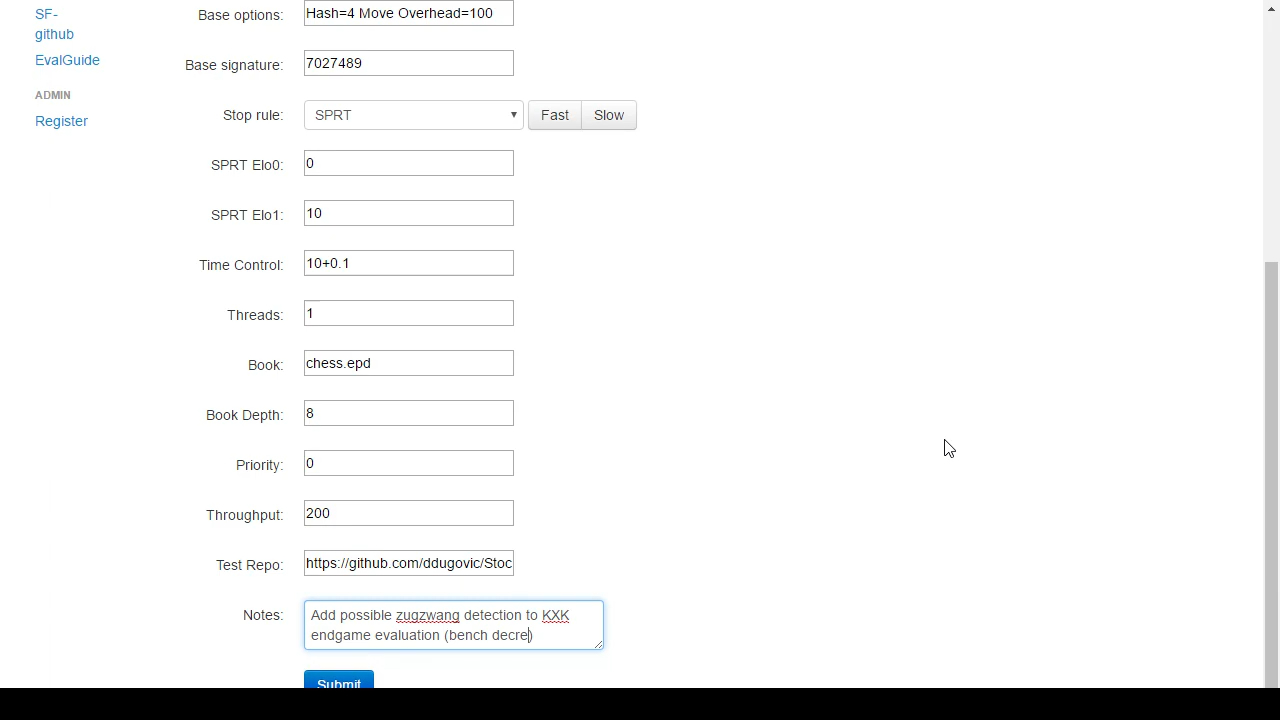 SF-
github
EvalGuide
ADMIN
Register
Base options: Hash=4 Move Overhead=100
Base signature: 7027489
Stop rule: SPRT Fast Slow
SPRT Elo0: 0
SPRT Elo1: 10
Time Control: 10+0.1
Threads: 1
Book: chess.epd
Book Depth: 8
Priority: 0
Throughput: 200
Test Repo: https://github.com/ddugovic/Stoc
Notes: Add possible zugzwang detection to KXK
endgame evaluation (bench decre)
Submit